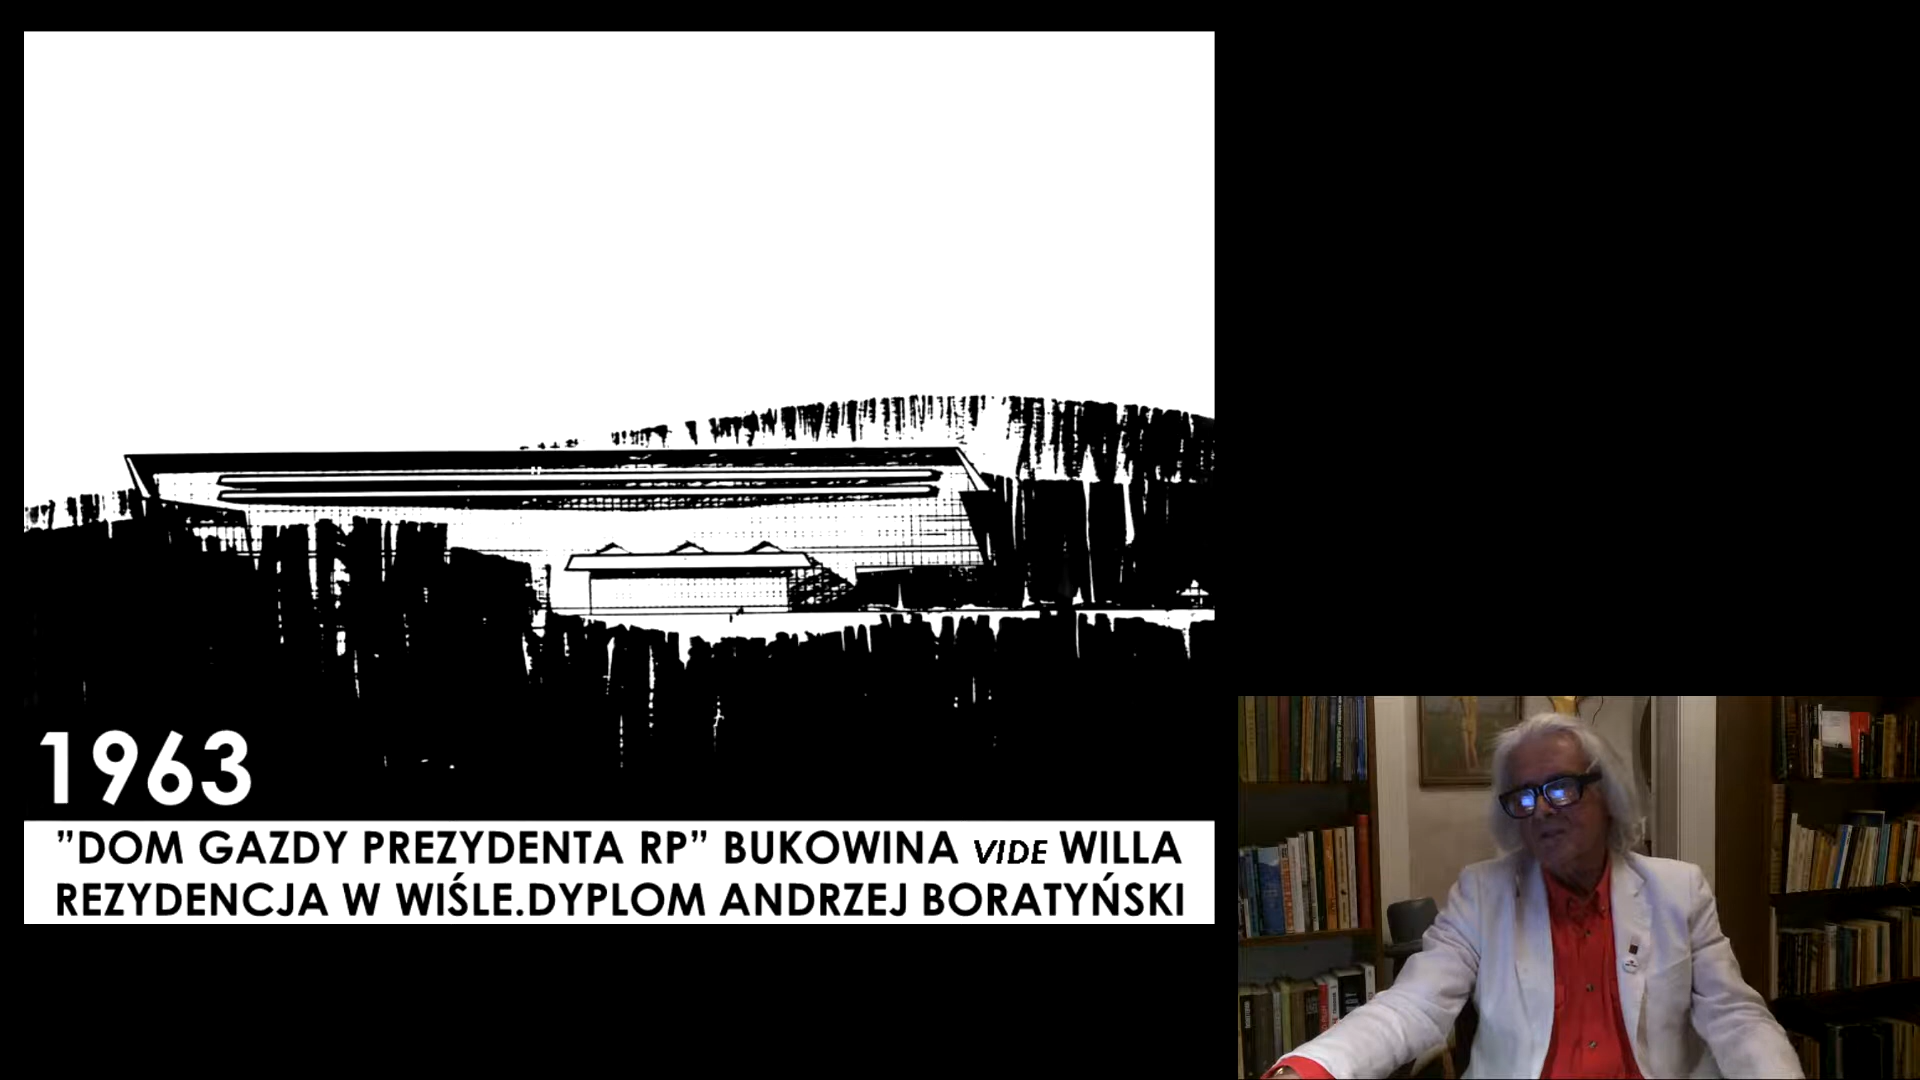 1963
”DOM GAZDY PREZYDENTA RP” BUKOWINA VIDE WILLA
REZYDENCJA W WIŚLE.DYPLOM ANDRZEJ BORATYŃSKI